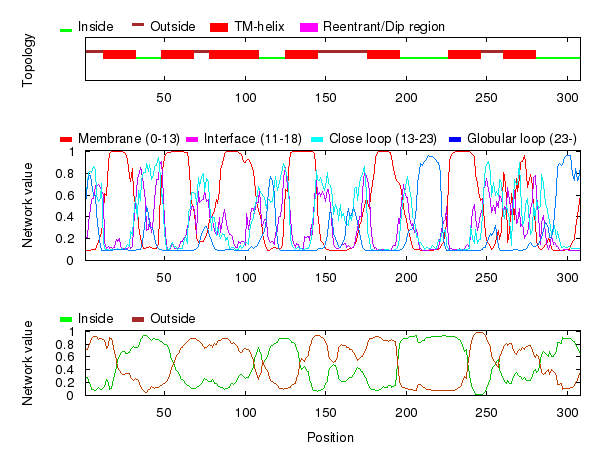 Inside Outside TM-helix Reentrant/Dip region
Topology
50 100 150 200 250 300
Membrane (0-13) Interface (11-18) Close loop (13-23) Globular loop (23-)
Network value
1
0.8
0.6
0.4
0.2
0
50 100 150 200 250 300
Inside Outside
Network value
1
0.8
0.6
0.4
0.2
0
50 100 150 200 250 300
Position